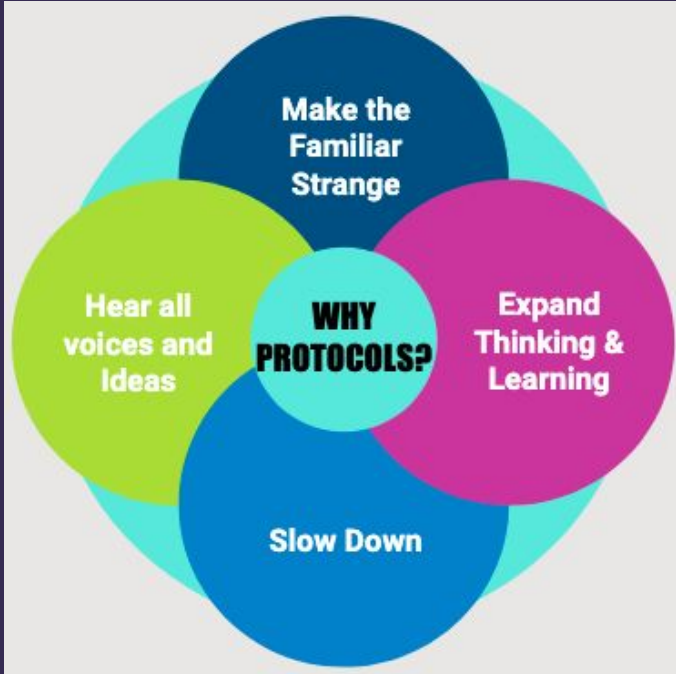 Make the
Familiar
Strange
Hear all
voices and
Ideas
WHY
PROTOCOLS?
Expand
Thinking &
Learning
Slow Down